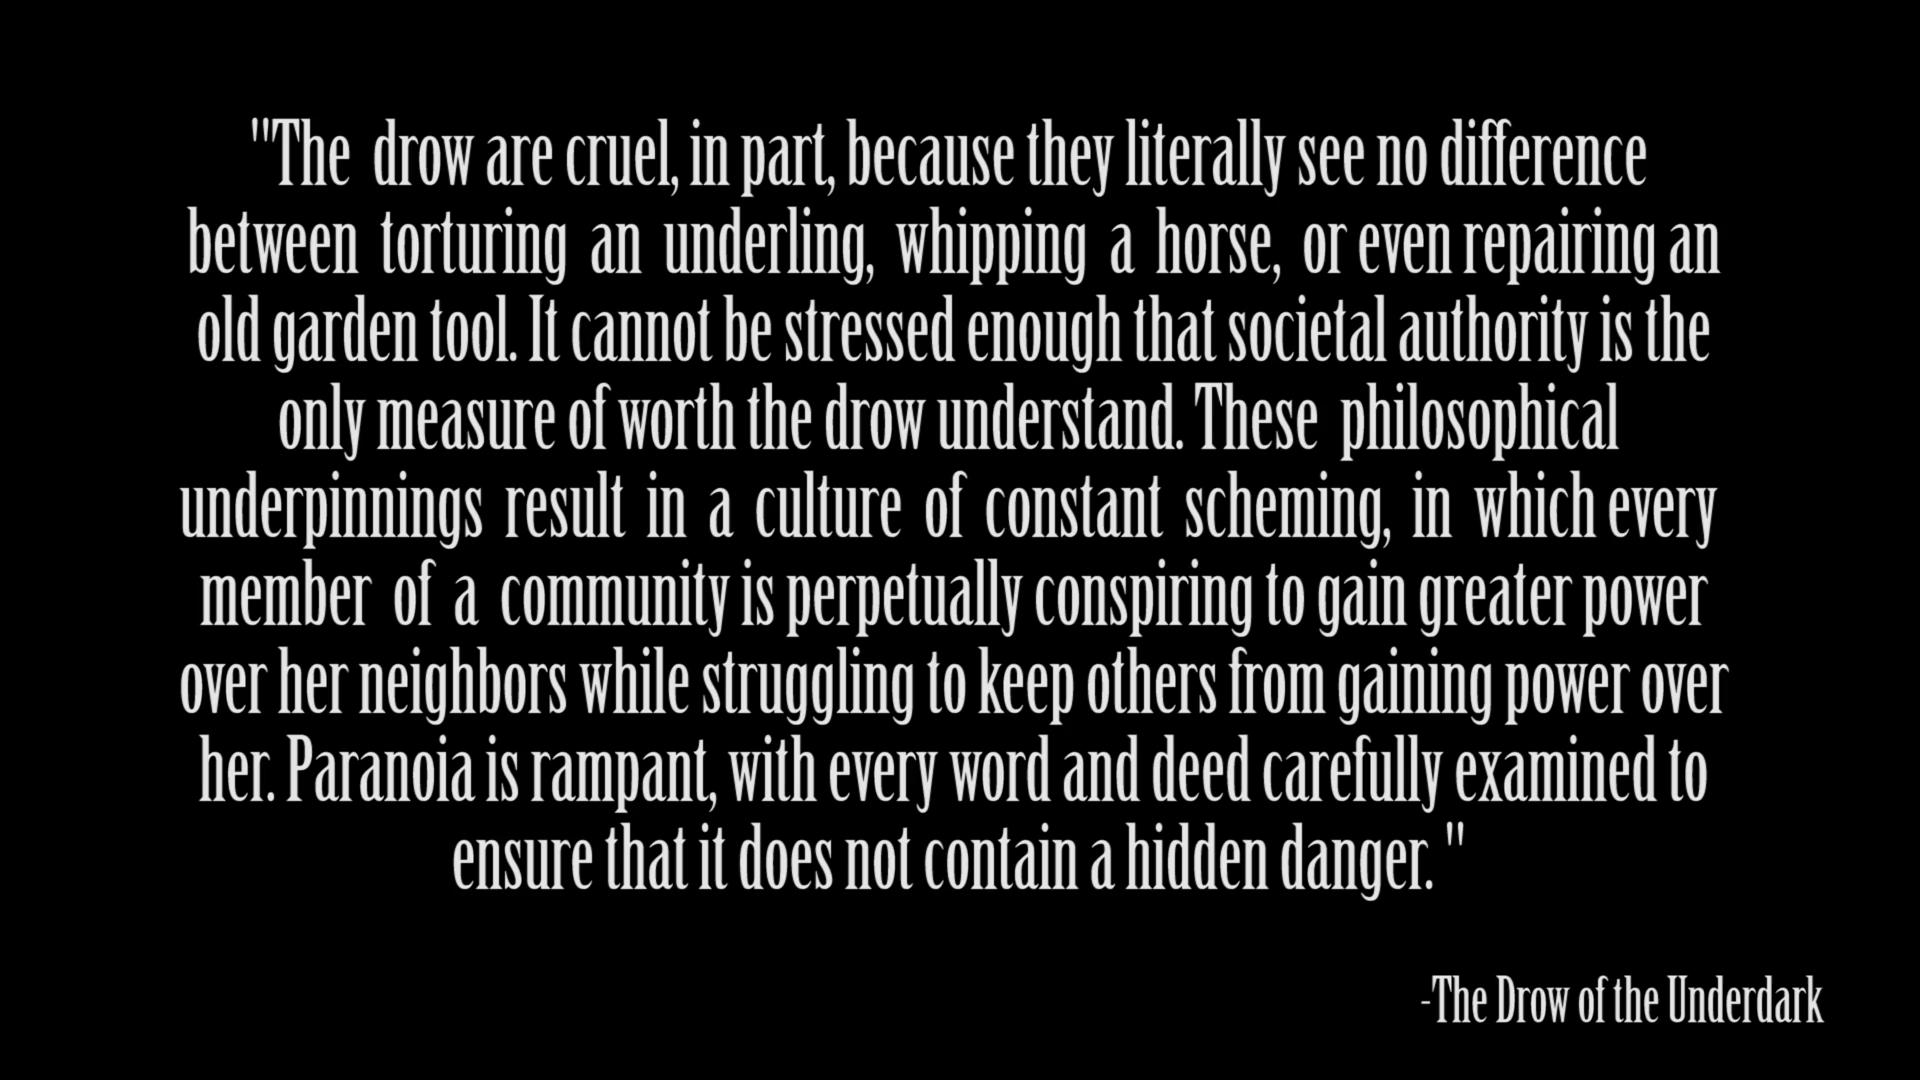 "The drow are cruel, in part, because they literally see no difference
between torturing an underling, whipping a horse, or even repairing an
old garden tool. It cannot be stressed enough that societal authority is the
only measure of worth the drow understand. These philosophical
underpinnings result in a culture of constant scheming, in which every
member of a community is perpetually conspiring to gain greater power
over her neighbors while struggling to keep others from gaining power over
her. Paranoia is rampant, with every word and deed carefully examined to
ensure that it does not contain a hidden danger. "
-The Drow of the Underdark